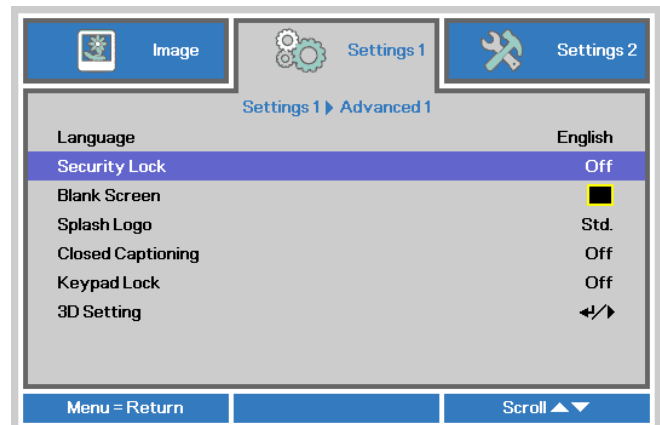 Image Settings 1 Settings 2
Settings 1 Advanced 1
Language English
Security Lock Off
Blank Screen
Splash Logo Std.
Closed Captioning Off
Keypad Lock Off
3D Setting /
Menu = Return Scroll